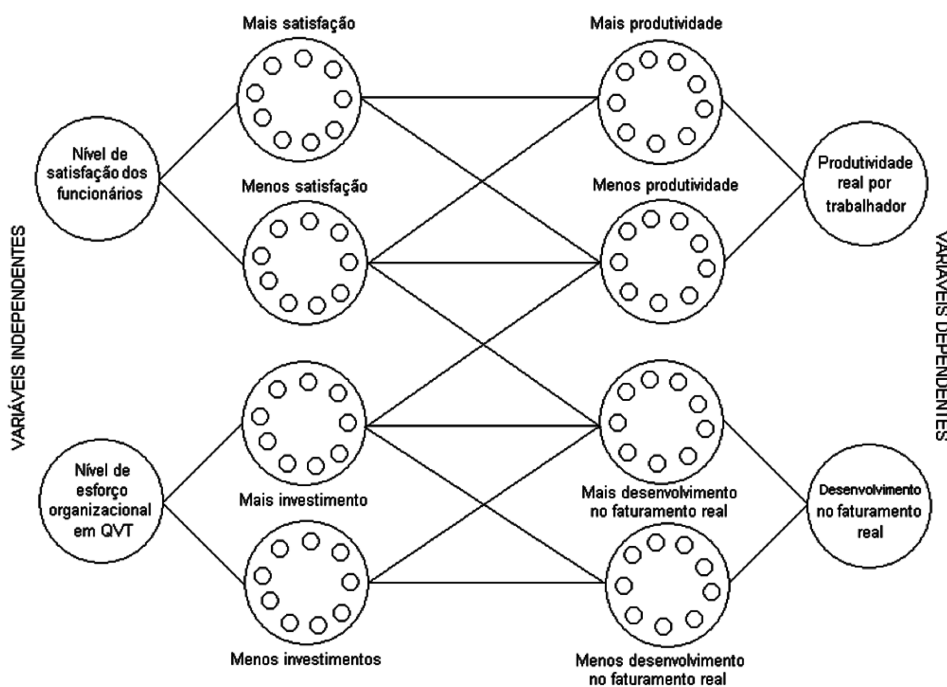 Mais satisfação
Mais produtividade
Nível de
satisfação dos
funcionários
Menos satisfação
Menos produtividade
Produtividade
real por
trabalhador
VARIÁVEIS INDEPENDENTES
VARIÁVEIS DEPENDENTES
Nível de
esforço
organizacional
em QVT
Mais investimento
Mais desenvolvimento
no faturamento real
Desenvolvimento
no faturamento
real
Menos investimentos
Menos desenvolvimento
no faturamento real